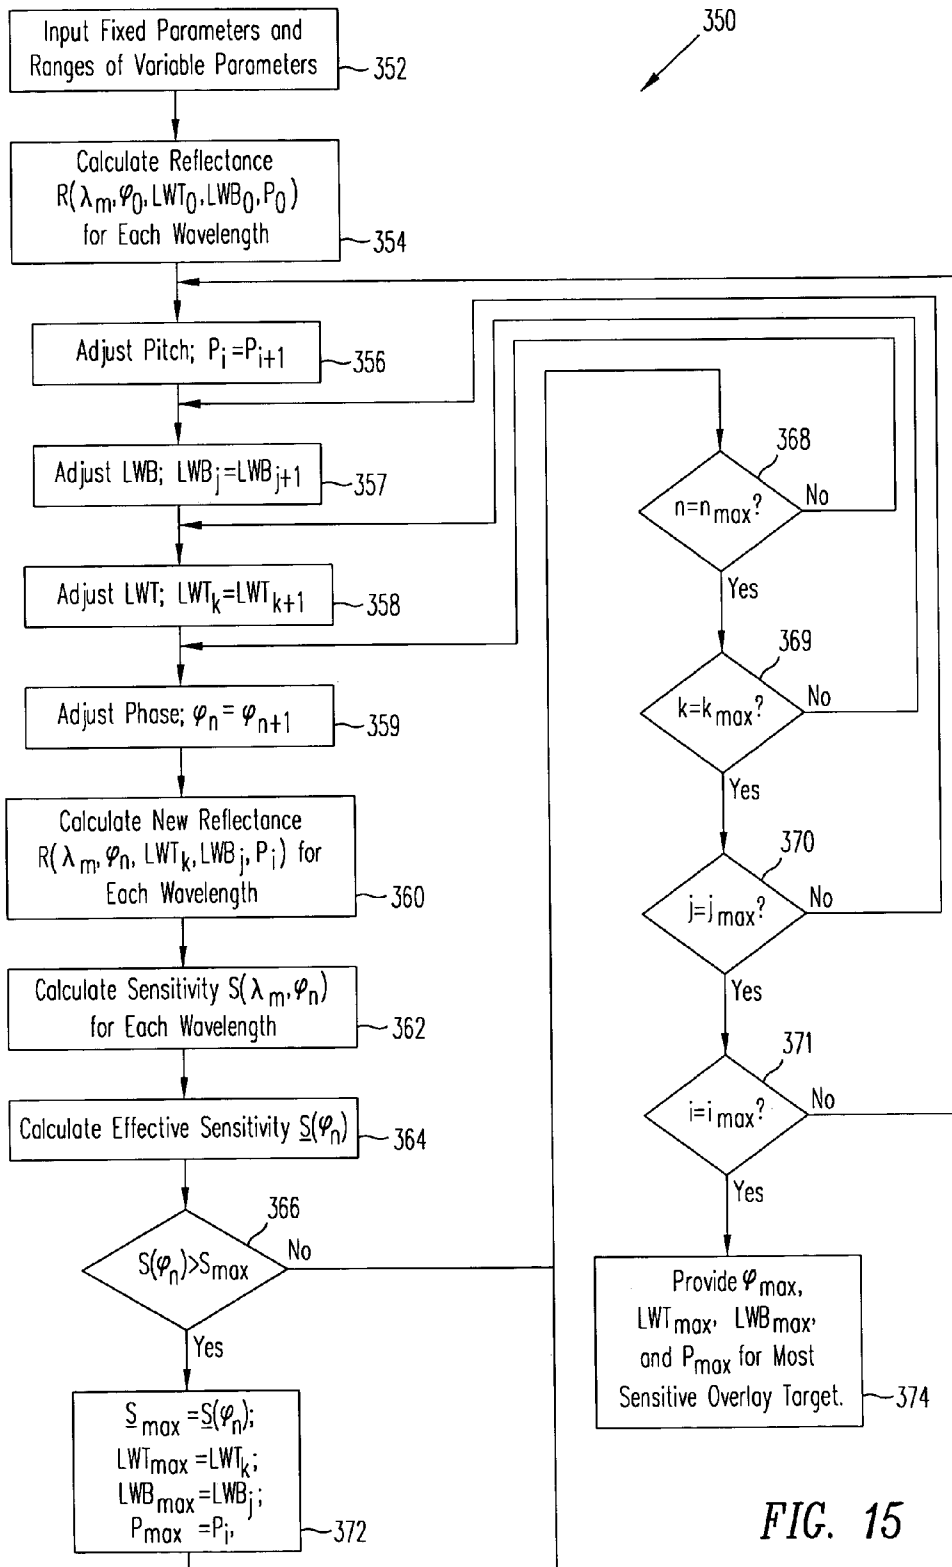 350
Input Fixed Parameters and
Ranges of Variable Parameters
352
Calculate Reflectance
R(λm,φ0,LWT0,LWB0,P0)
for Each Wavelength
354
Adjust Pitch; Pi=Pi+1
356
Adjust LWB; LWBj=LWBj+1
357
Adjust LWT; LWTk=LWTk+1
358
Adjust Phase; φn=φn+1
359
Calculate New Reflectance
R(λm,φn,LWTk,LWBj,Pi) for
Each Wavelength
360
Calculate Sensitivity S(λm,φn)
for Each Wavelength
362
Calculate Effective Sensitivity S(φn)
364
366
S(φn)>Smax
No
Yes
Smax=S(φn);
LWTmax=LWTk;
LWBmax=LWBj;
Pmax=Pi,
372
368
n=nmax?
No
Yes
369
k=kmax?
No
Yes
370
j=jmax?
No
Yes
371
i=imax?
No
Yes
Provide φmax,
LWTmax, LWBmax,
and Pmax for Most
Sensitive Overlay Target.
374
FIG. 15